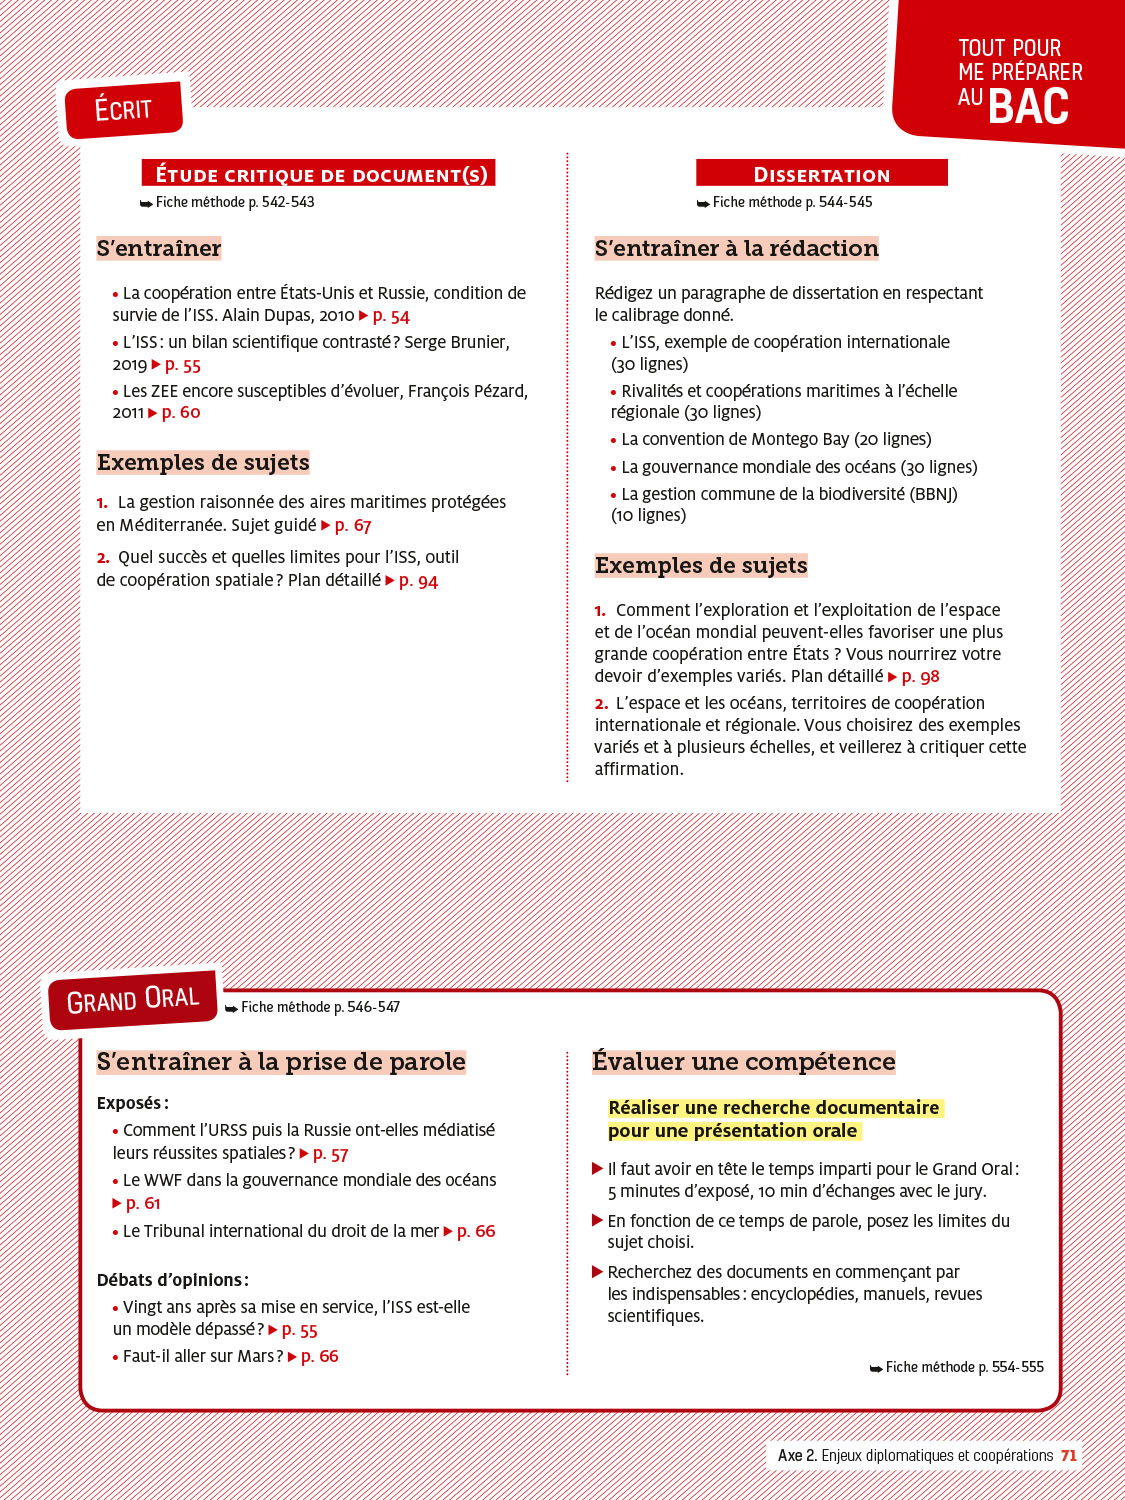 TOUT POUR
ME PRÉPARER
AU BAC
ÉCRIT
ÉTUDE CRITIQUE DE DOCUMENT(S)
➥ Fiche méthode p. 542-543
S’entraîner
• La coopération entre États-Unis et Russie, condition de
survie de l’ISS. Alain Dupas, 2010 ▶ p. 54
• L’ISS : un bilan scientifique contrasté ? Serge Brunier,
2019 ▶ p. 55
• Les ZEE encore susceptibles d’évoluer, François Pézard,
2011 ▶ p. 60
Exemples de sujets
1. La gestion raisonnée des aires maritimes protégées
en Méditerranée. Sujet guidé ▶ p. 67
2. Quel succès et quelles limites pour l’ISS, outil
de coopération spatiale ? Plan détaillé ▶ p. 94
DISSERTATION
➥ Fiche méthode p. 544-545
S’entraîner à la rédaction
Rédigez un paragraphe de dissertation en respectant
le calibrage donné.
• L’ISS, exemple de coopération internationale
(30 lignes)
• Rivalités et coopérations maritimes à l’échelle
régionale (30 lignes)
• La convention de Montego Bay (20 lignes)
• La gouvernance mondiale des océans (30 lignes)
• La gestion commune de la biodiversité (BBNJ)
(10 lignes)
Exemples de sujets
1. Comment l’exploration et l’exploitation de l’espace
et de l’océan mondial peuvent-elles favoriser une plus
grande coopération entre États ? Vous nourrirez votre
devoir d’exemples variés. Plan détaillé ▶ p. 98
2. L’espace et les océans, territoires de coopération
internationale et régionale. Vous choisirez des exemples
variés et à plusieurs échelles, et veillerez à critiquer cette
affirmation.
GRAND ORAL
➥ Fiche méthode p. 546-547
S’entraîner à la prise de parole
Exposés :
• Comment l’URSS puis la Russie ont-elles médiatisé
leurs réussites spatiales ? ▶ p. 57
• Le WWF dans la gouvernance mondiale des océans
▶ p. 61
• Le Tribunal international du droit de la mer ▶ p. 66
Débats d’opinions :
• Vingt ans après sa mise en service, l’ISS est-elle
un modèle dépassé ? ▶ p. 55
• Faut-il aller sur Mars ? ▶ p. 66
Évaluer une compétence
Réaliser une recherche documentaire
pour une présentation orale
▶ Il faut avoir en tête le temps imparti pour le Grand Oral :
5 minutes d’exposé, 10 min d’échanges avec le jury.
▶ En fonction de ce temps de parole, posez les limites du
sujet choisi.
▶ Recherchez des documents en commençant par
les indispensables : encyclopédies, manuels, revues
scientifiques.
➥ Fiche méthode p. 554-555
Axe 2. Enjeux diplomatiques et coopérations 71